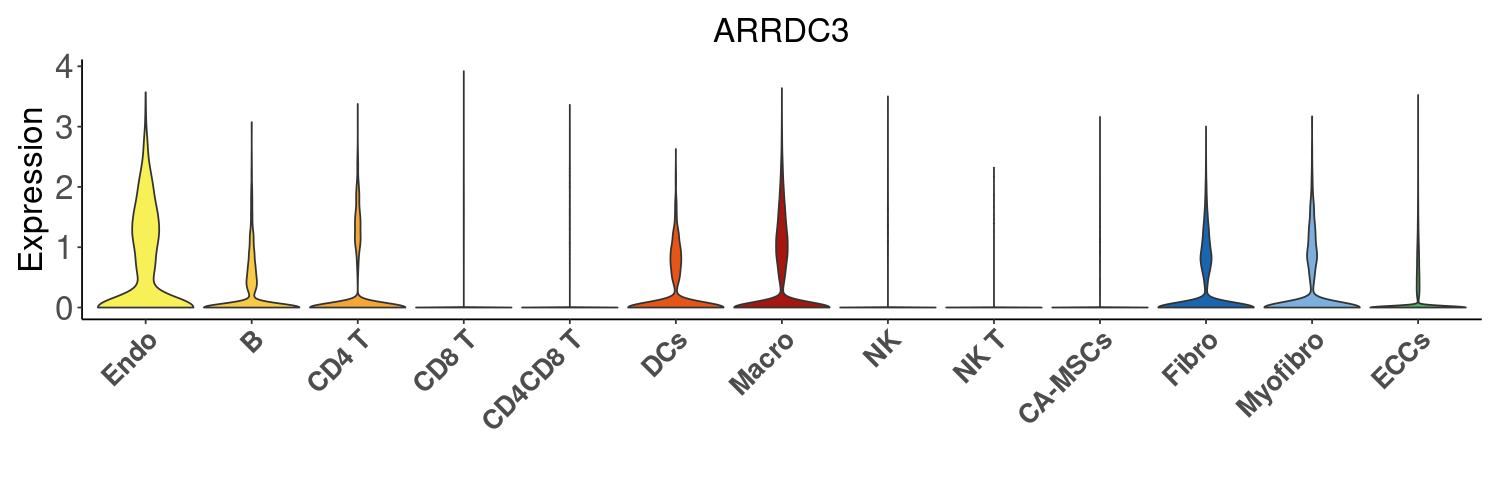 ARRDC3
Expression
4
3
2
1
0
Endo
B
CD4 T
CD8 T
CD4CD8 T
DCs
Macro
NK
NK T
CA-MSCs
Fibro
Myofibro
ECCs